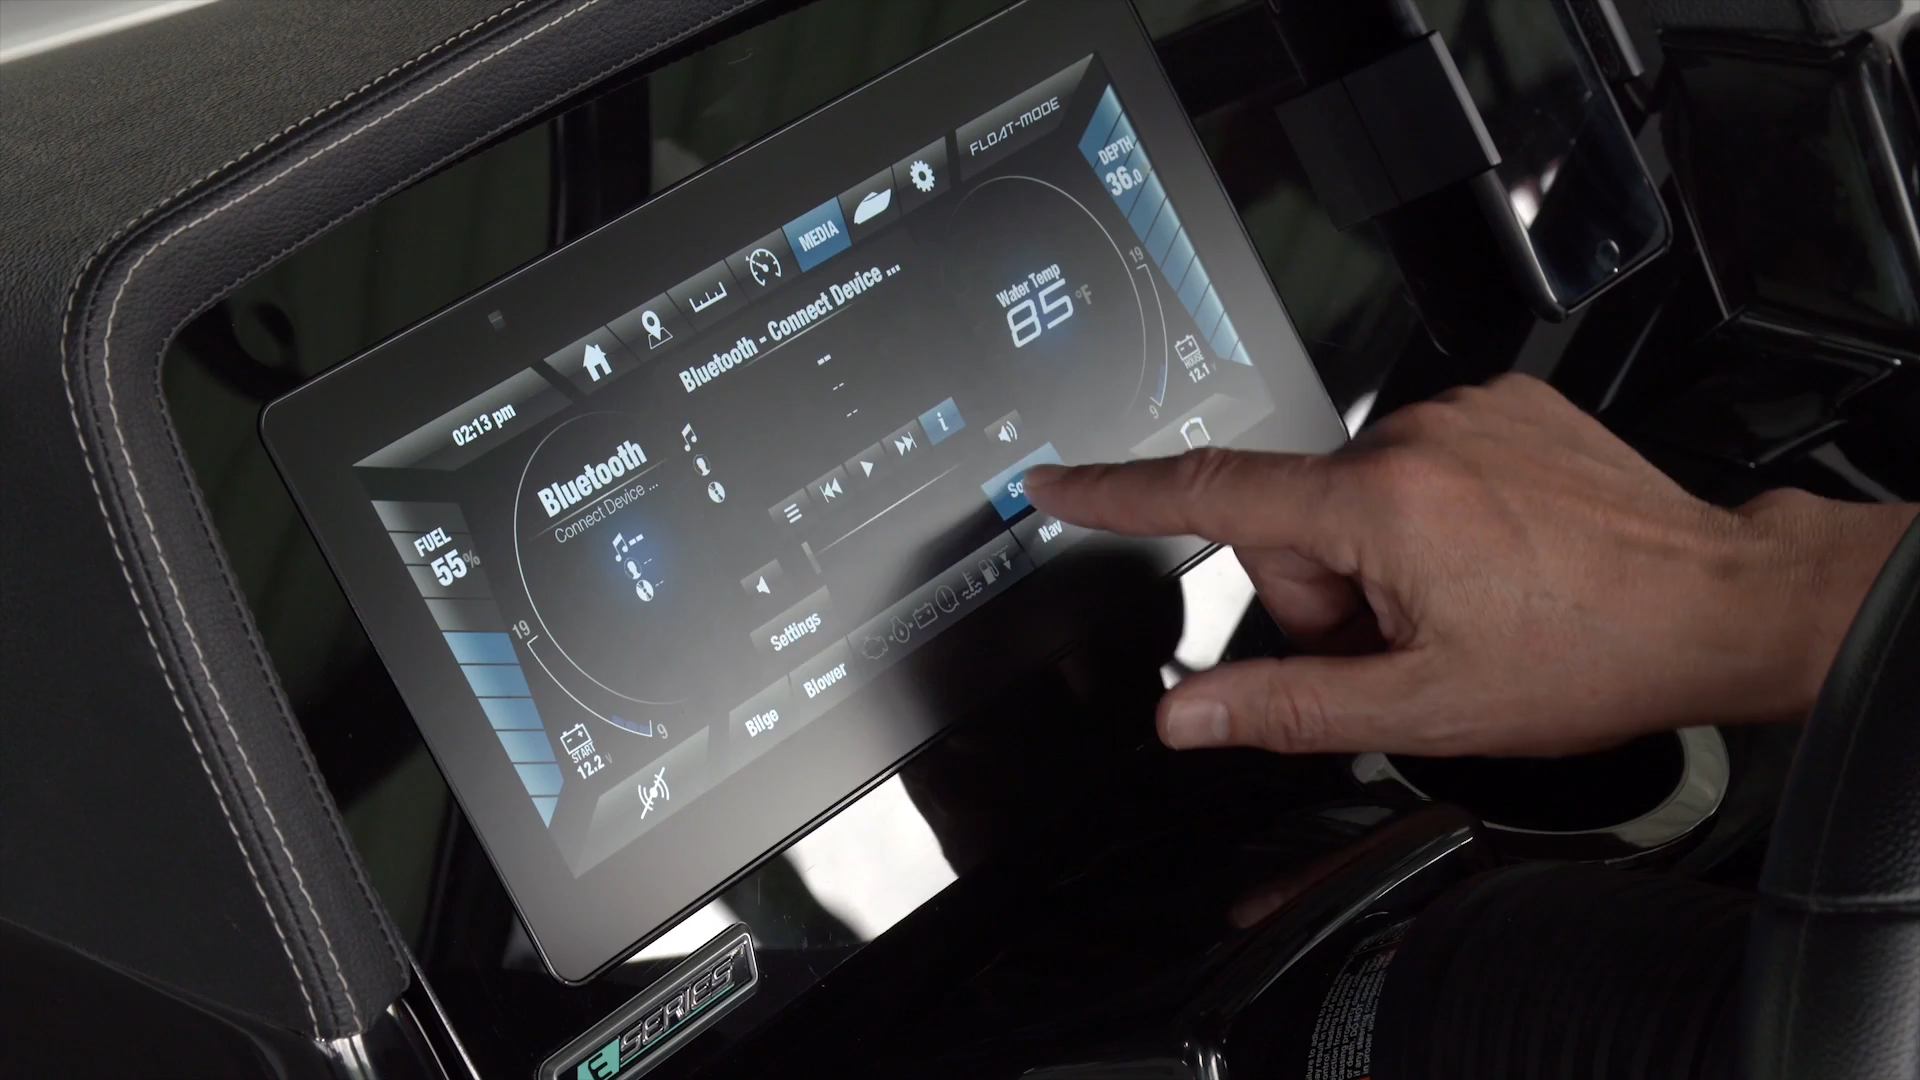 FLOAT-MODE
DEPTH
36.0
MEDIA
Bluetooth - Connect Device ...
--
--
--
Water Temp
85 °F
19
9
HOUSE
12.1
02:13 pm
Bluetooth
Connect Device ...
--
--
--
i
FUEL
55%
19
9
START
12.2 V
Settings
Nav
Blower
Bilge
E SERIES